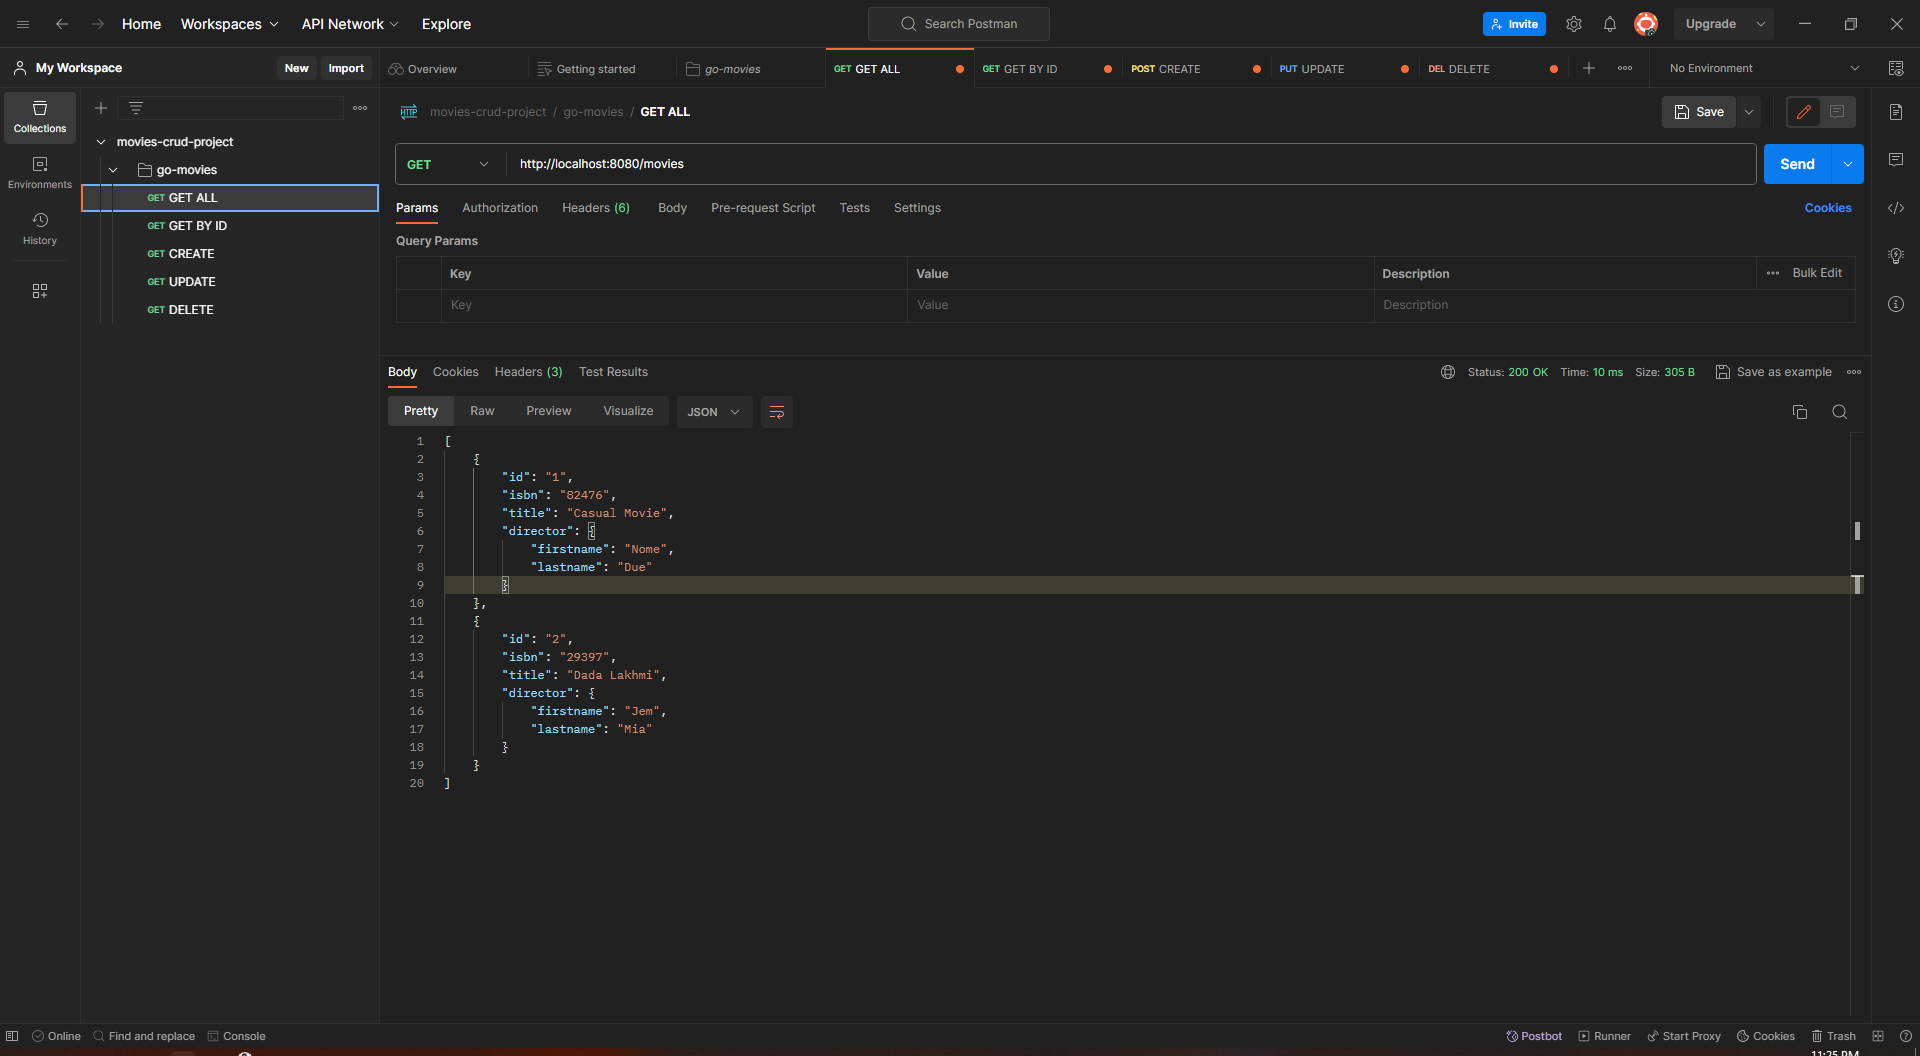 Home Workspaces API Network Explore Search Postman Invite Upgrade
My Workspace New Import Overview Getting started go-movies GET GET ALL GET GET BY ID POST CREATE PUT UPDATE DEL DELETE No Environment
Collections
Environments
History
movies-crud-project
go-movies
GET GET ALL
GET GET BY ID
GET CREATE
GET UPDATE
GET DELETE
HTTP movies-crud-project / go-movies / GET ALL Save
GET http://localhost:8080/movies Send
Params Authorization Headers (6) Body Pre-request Script Tests Settings Cookies
Query Params
Key Value Description Bulk Edit
Key Value Description
Body Cookies Headers (3) Test Results Status: 200 OK Time: 10 ms Size: 305 B Save as example
Pretty Raw Preview Visualize JSON
1 [
2 {
3 "id": "1",
4 "isbn": "82476",
5 "title": "Casual Movie",
6 "director": {
7 "firstname": "Nome",
8 "lastname": "Due"
9 }
10 },
11 {
12 "id": "2",
13 "isbn": "29397",
14 "title": "Dada Lakhmi",
15 "director": {
16 "firstname": "Jem",
17 "lastname": "Mia"
18 }
19 }
20 ]
Online Find and replace Console Postbot Runner Start Proxy Cookies Trash
11:25 PM